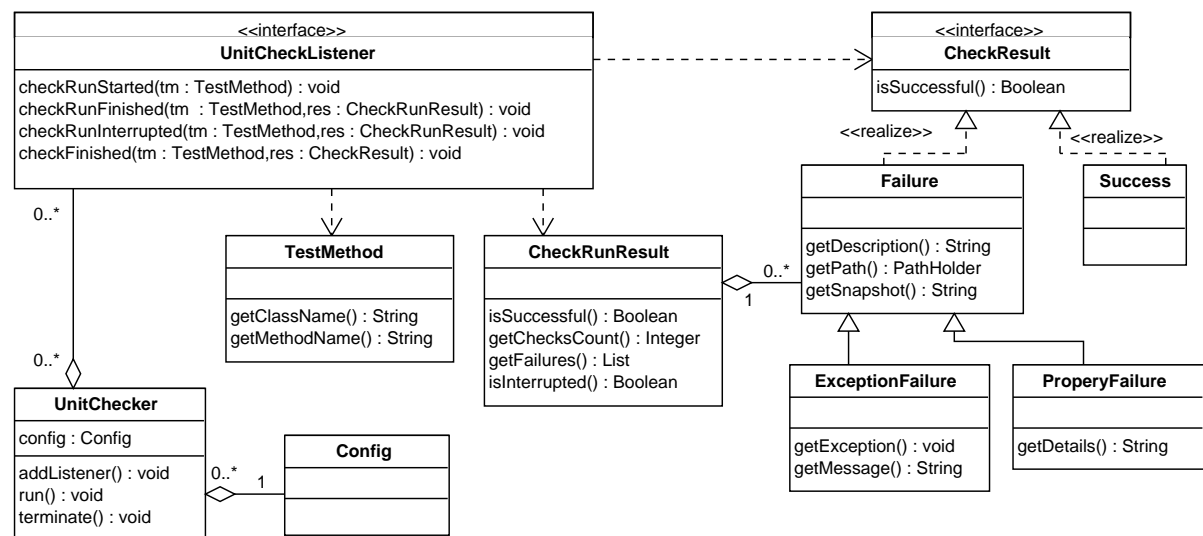 <<interface>>
UnitCheckListener
checkRunStarted(tm : TestMethod) : void
checkRunFinished(tm : TestMethod,res : CheckRunResult) : void
checkRunInterrupted(tm : TestMethod,res : CheckRunResult) : void
checkFinished(tm : TestMethod,res : CheckResult) : void
<<interface>>
CheckResult
isSuccessful() : Boolean
<<realize>>
<<realize>>
Failure
getDescription() : String
getPath() : PathHolder
getSnapshot() : String
Success
0..*
TestMethod
getClassName() : String
getMethodName() : String
CheckRunResult
isSuccessful() : Boolean
getChecksCount() : Integer
getFailures() : List
isInterrupted() : Boolean
0..*
1
0..*
UnitChecker
config : Config
addListener() : void
run() : void
terminate() : void
0..*
1
Config
ExceptionFailure
getException() : void
getMessage() : String
ProperyFailure
getDetails() : String